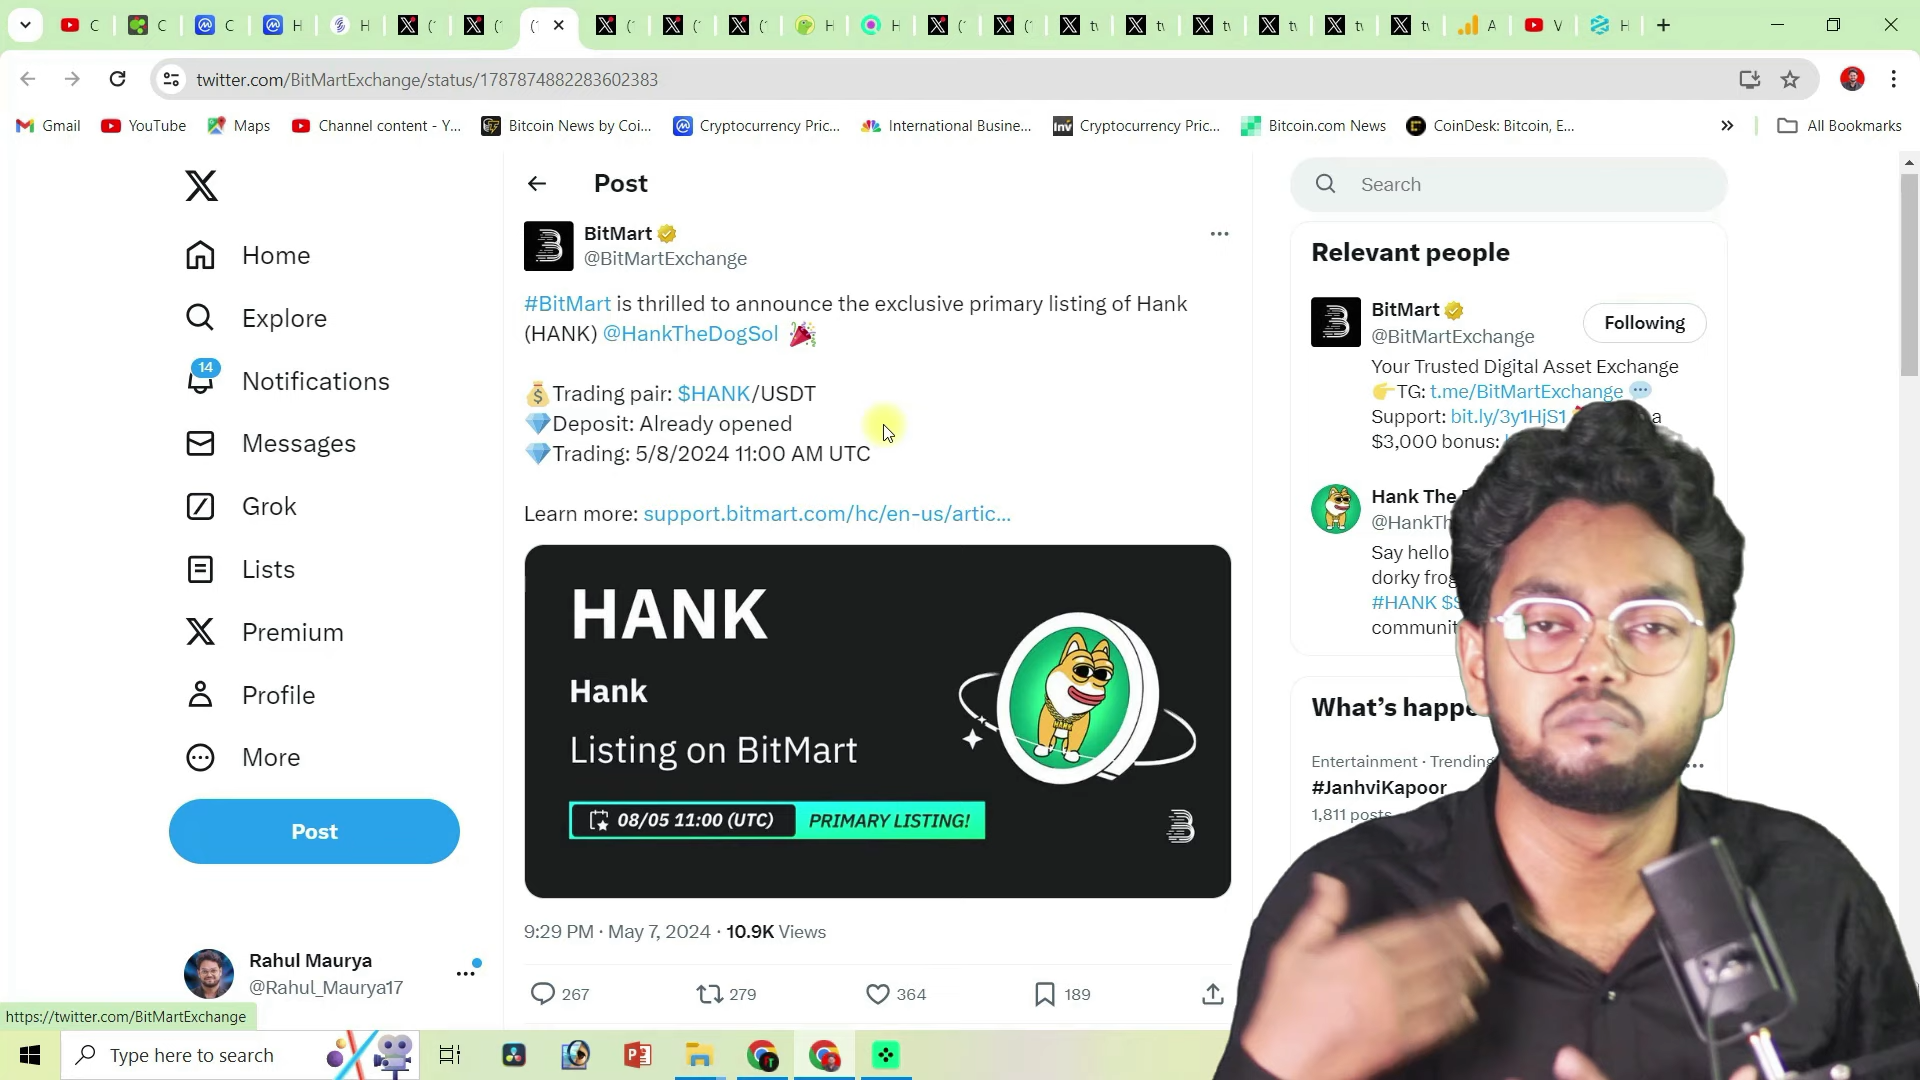 twitter.com/BitMartExchange/status/1787874882283602383
Gmail
YouTube
Maps
Channel content - Y...
Bitcoin News by Coi...
Cryptocurrency Pric...
International Busine...
Cryptocurrency Pric...
Bitcoin.com News
CoinDesk: Bitcoin, E...
All Bookmarks
Home
Explore
14
Notifications
Messages
Grok
Lists
Premium
Profile
More
Post
Rahul Maurya
@Rahul_Maurya17
https://twitter.com/BitMartExchange
Post
BitMart
@BitMartExchange
#BitMart is thrilled to announce the exclusive primary listing of Hank
(HANK) @HankTheDogSol 🎉
💰Trading pair: $HANK/USDT
💎Deposit: Already opened
💎Trading: 5/8/2024 11:00 AM UTC
Learn more: support.bitmart.com/hc/en-us/artic...
HANK
Hank
Listing on BitMart
08/05 11:00 (UTC) PRIMARY LISTING!
9:29 PM · May 7, 2024 · 10.9K Views
267
279
364
189
Search
Relevant people
BitMart
@BitMartExchange
Following
Your Trusted Digital Asset Exchange
👉TG: t.me/BitMartExchange 💬
Support: bit.ly/3y1HjS1 a
$3,000 bonus:
Hank The
@HankTh
Say hello
dorky frog
#HANK
communit
What's happe
Entertainment · Trending
#JanhviKapoor
1,811 posts
Type here to search